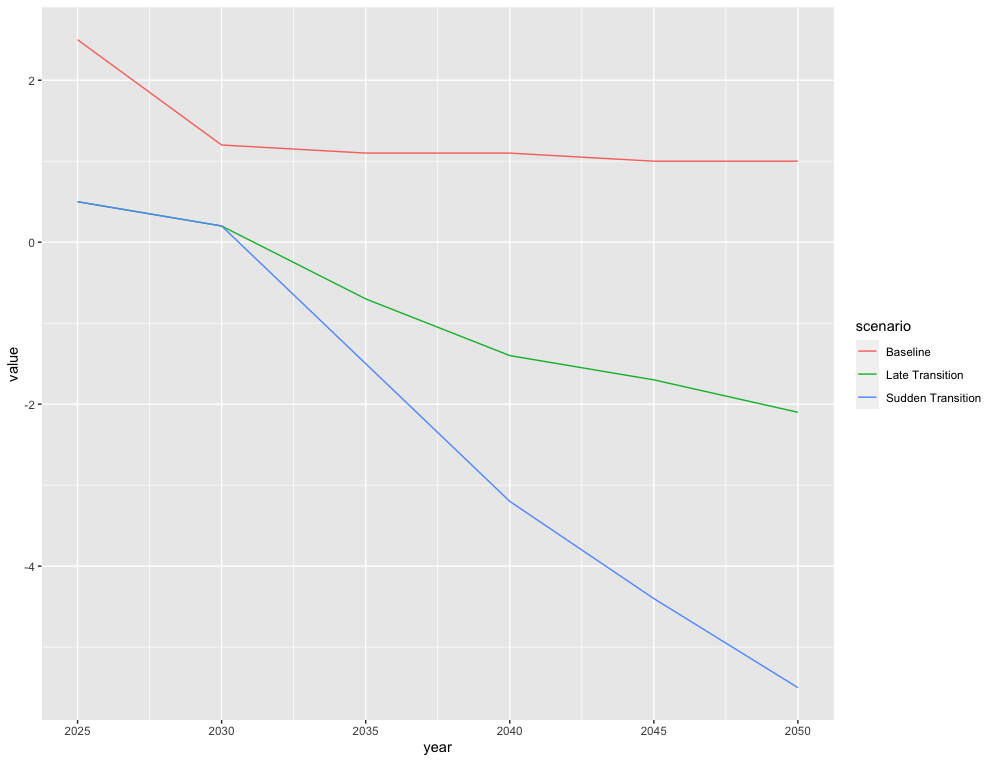 2
0
-2
-4
value
2025 2030 2035 2040 2045 2050
year
scenario
Baseline
Late Transition
Sudden Transition